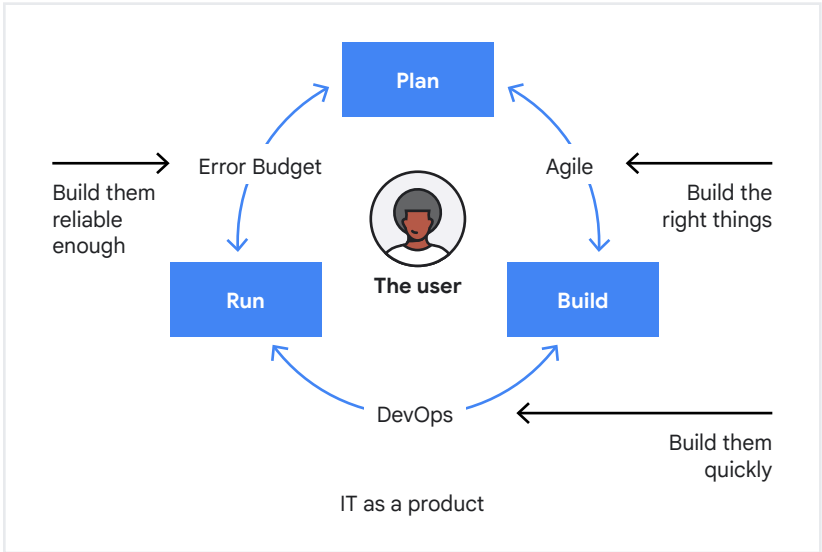 Plan
Error Budget
Agile
Build them
reliable
enough
Build the
right things
The user
Run
Build
DevOps
Build them
quickly
IT as a product